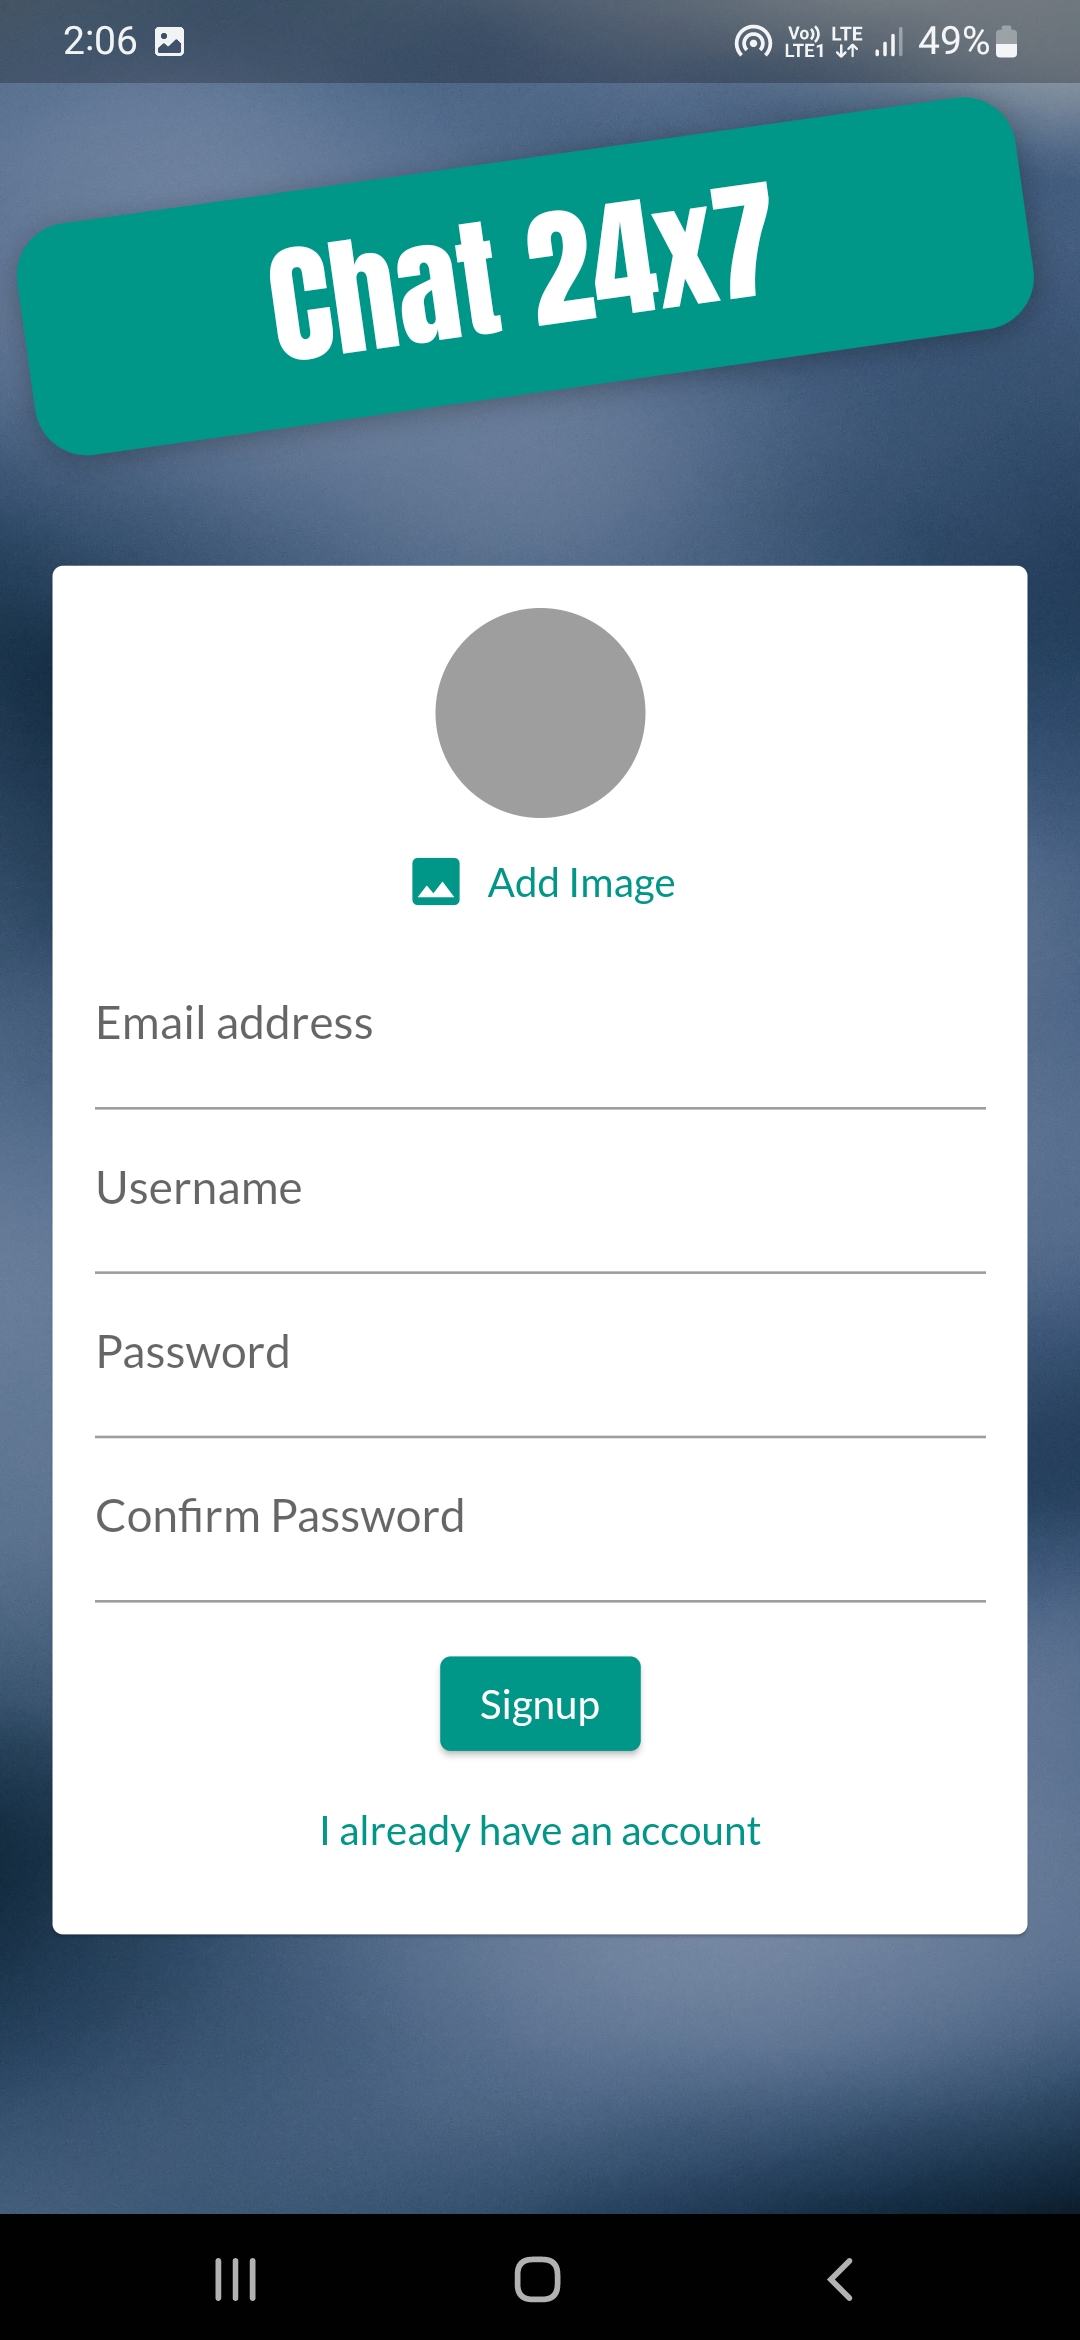 2:06 Vo)) LTE1 LTE 49%
Chat 24x7
Add Image
Email address
Username
Password
Confirm Password
Signup
I already have an account